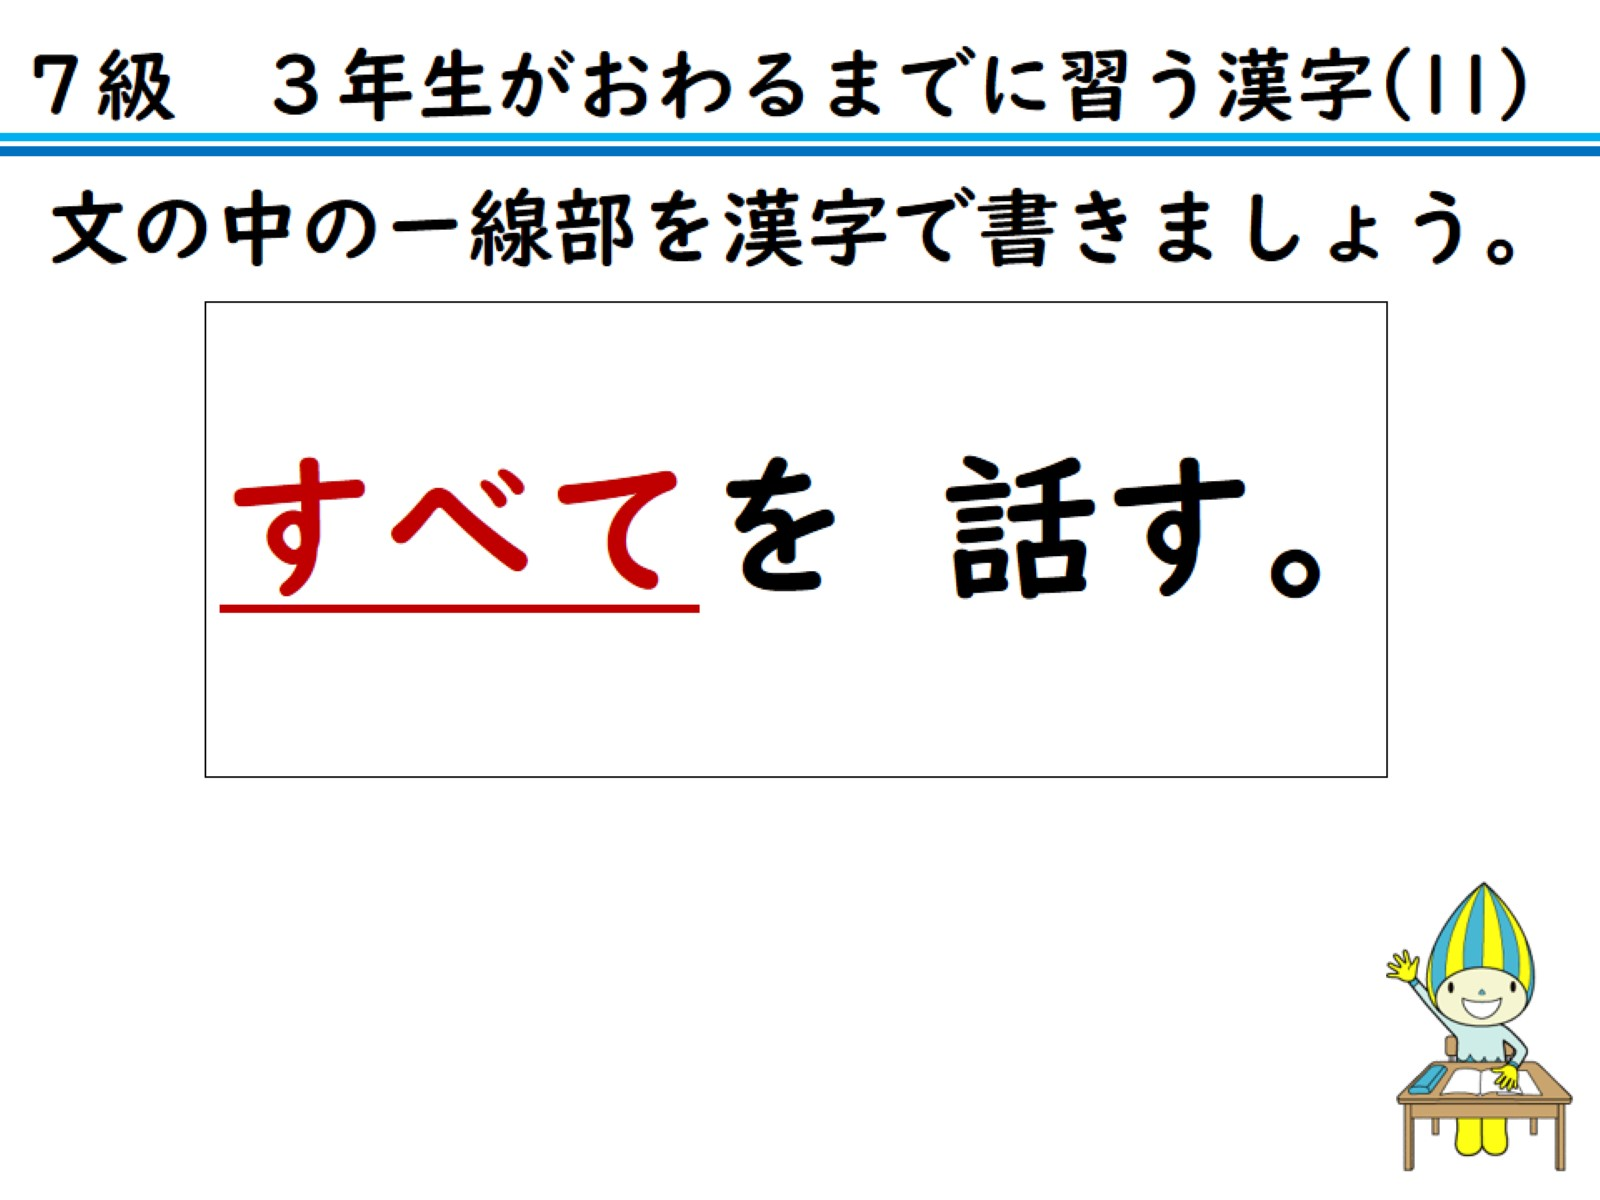 ７級　３年生がおわるまでに習う漢字(11)
文の中の―線部を漢字で書きましょう。
すべてを　話す。